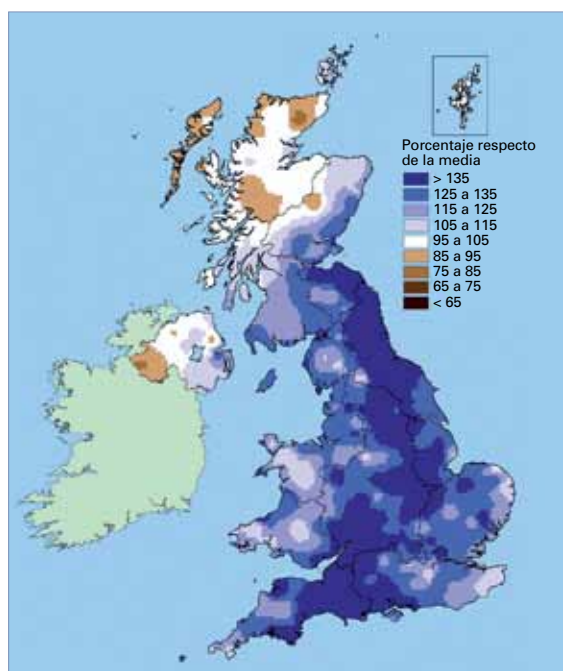 Porcentaje respecto
de la media
> 135
125 a 135
115 a 125
105 a 115
95 a 105
85 a 95
75 a 85
65 a 75
< 65